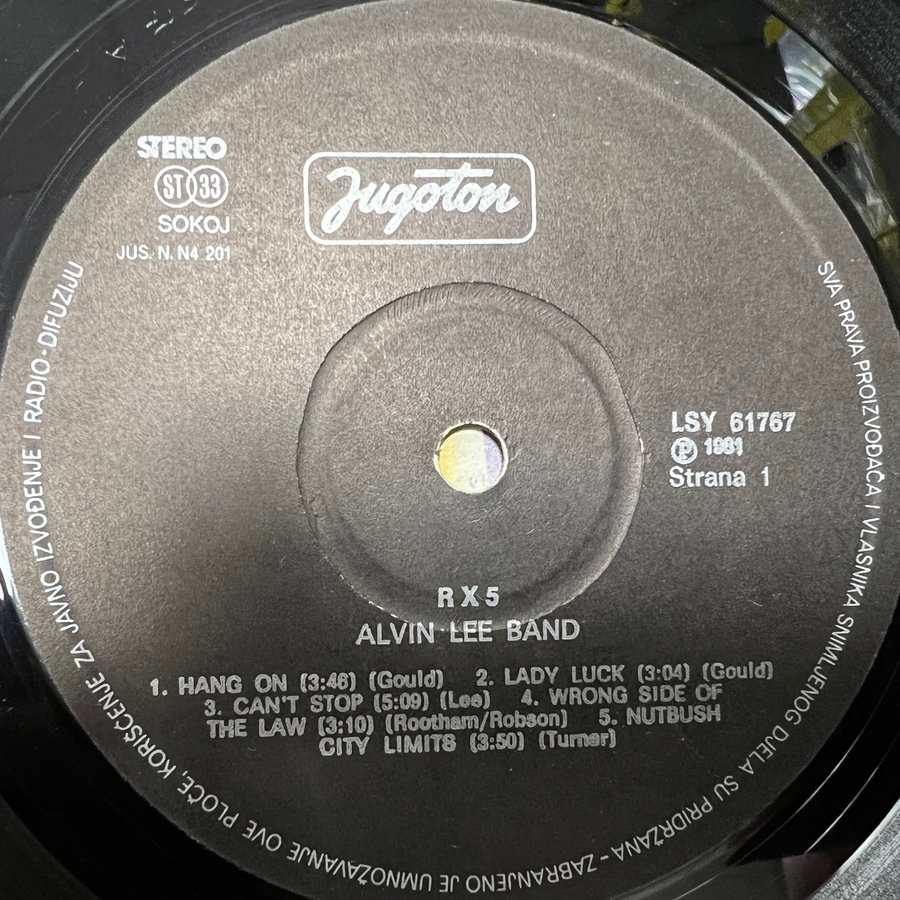 STEREO
ST 33
SOKOJ
JUS. N. N4 201
Jugoton
LSY 61767
Ⓟ 1981
Strana 1
R X 5
ALVIN LEE BAND
1. HANG ON (3:46) (Gould) 2. LADY LUCK (3:04) (Gould)
3. CAN'T STOP (5:09) (Lee) 4. WRONG SIDE OF
THE LAW (3:10) (Rootham/Robson) 5. NUTBUSH
CITY LIMITS (3:50) (Turner)
SVA PRAVA PROIZVOĐAČA I VLASNIKA SNIMLJENOG DJELA SU PRIDRŽANA - ZABRANJENO JE UMNOŽAVANJE OVE PLOČE, KORIŠĆENJE ZA JAVNO IZVOĐENJE I RADIO-DIFUZIJU